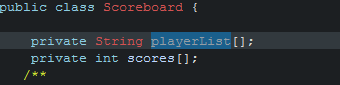 public class Scoreboard {
private String playerList[];
private int scores[];
/**